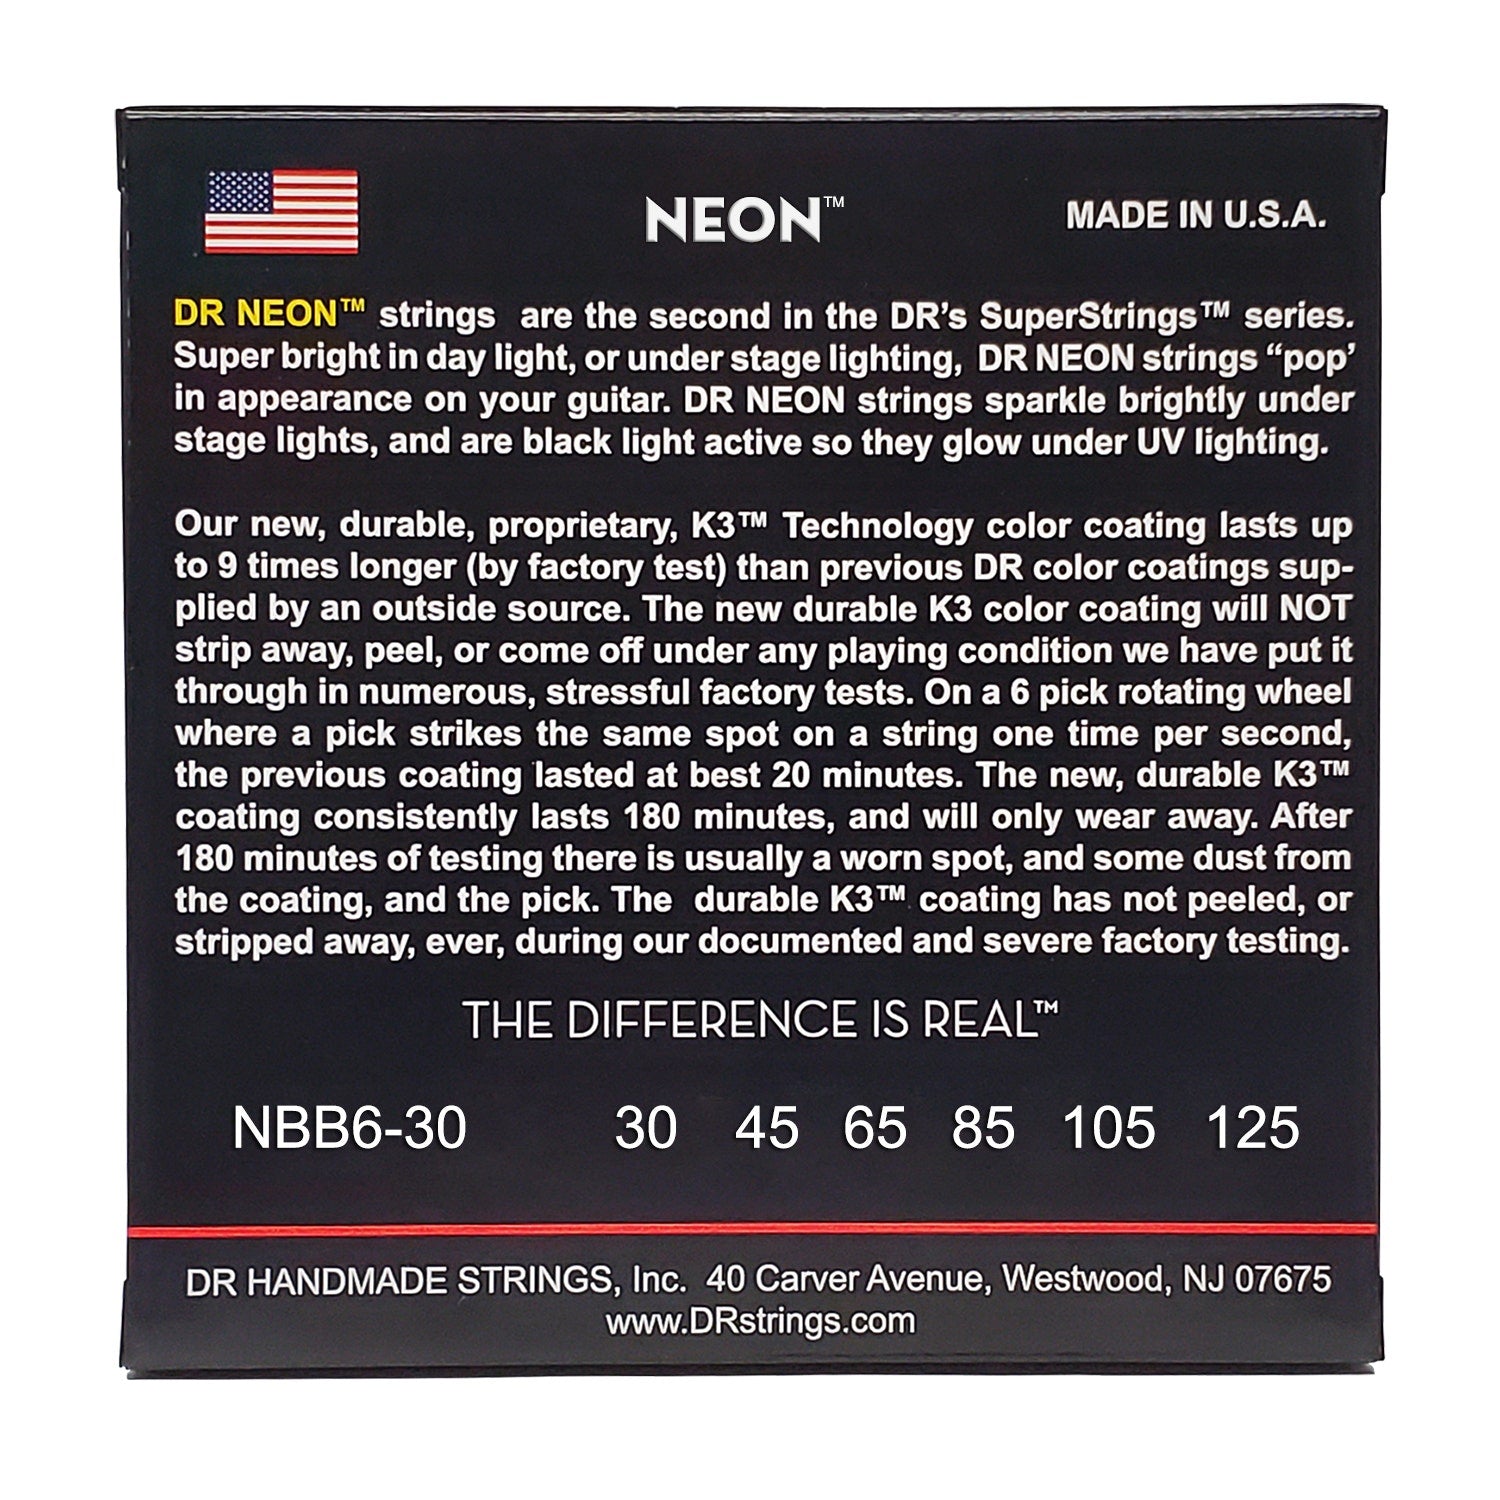 NEON™
MADE IN U.S.A.
DR NEON™ strings are the second in the DR's SuperStrings™ series.
Super bright in day light, or under stage lighting, DR NEON strings “pop’
in appearance on your guitar. DR NEON strings sparkle brightly under
stage lights, and are black light active so they glow under UV lighting.
Our new, durable, proprietary, K3™ Technology color coating lasts up
to 9 times longer (by factory test) than previous DR color coatings sup-
plied by an outside source. The new durable K3 color coating will NOT
strip away, peel, or come off under any playing condition we have put it
through in numerous, stressful factory tests. On a 6 pick rotating wheel
where a pick strikes the same spot on a string one time per second,
the previous coating lasted at best 20 minutes. The new, durable K3™
coating consistently lasts 180 minutes, and will only wear away. After
180 minutes of testing there is usually a worn spot, and some dust from
the coating, and the pick. The durable K3™ coating has not peeled, or
stripped away, ever, during our documented and severe factory testing.
THE DIFFERENCE IS REAL™
NBB6-30 30 45 65 85 105 125
DR HANDMADE STRINGS, Inc. 40 Carver Avenue, Westwood, NJ 07675
www.DRstrings.com